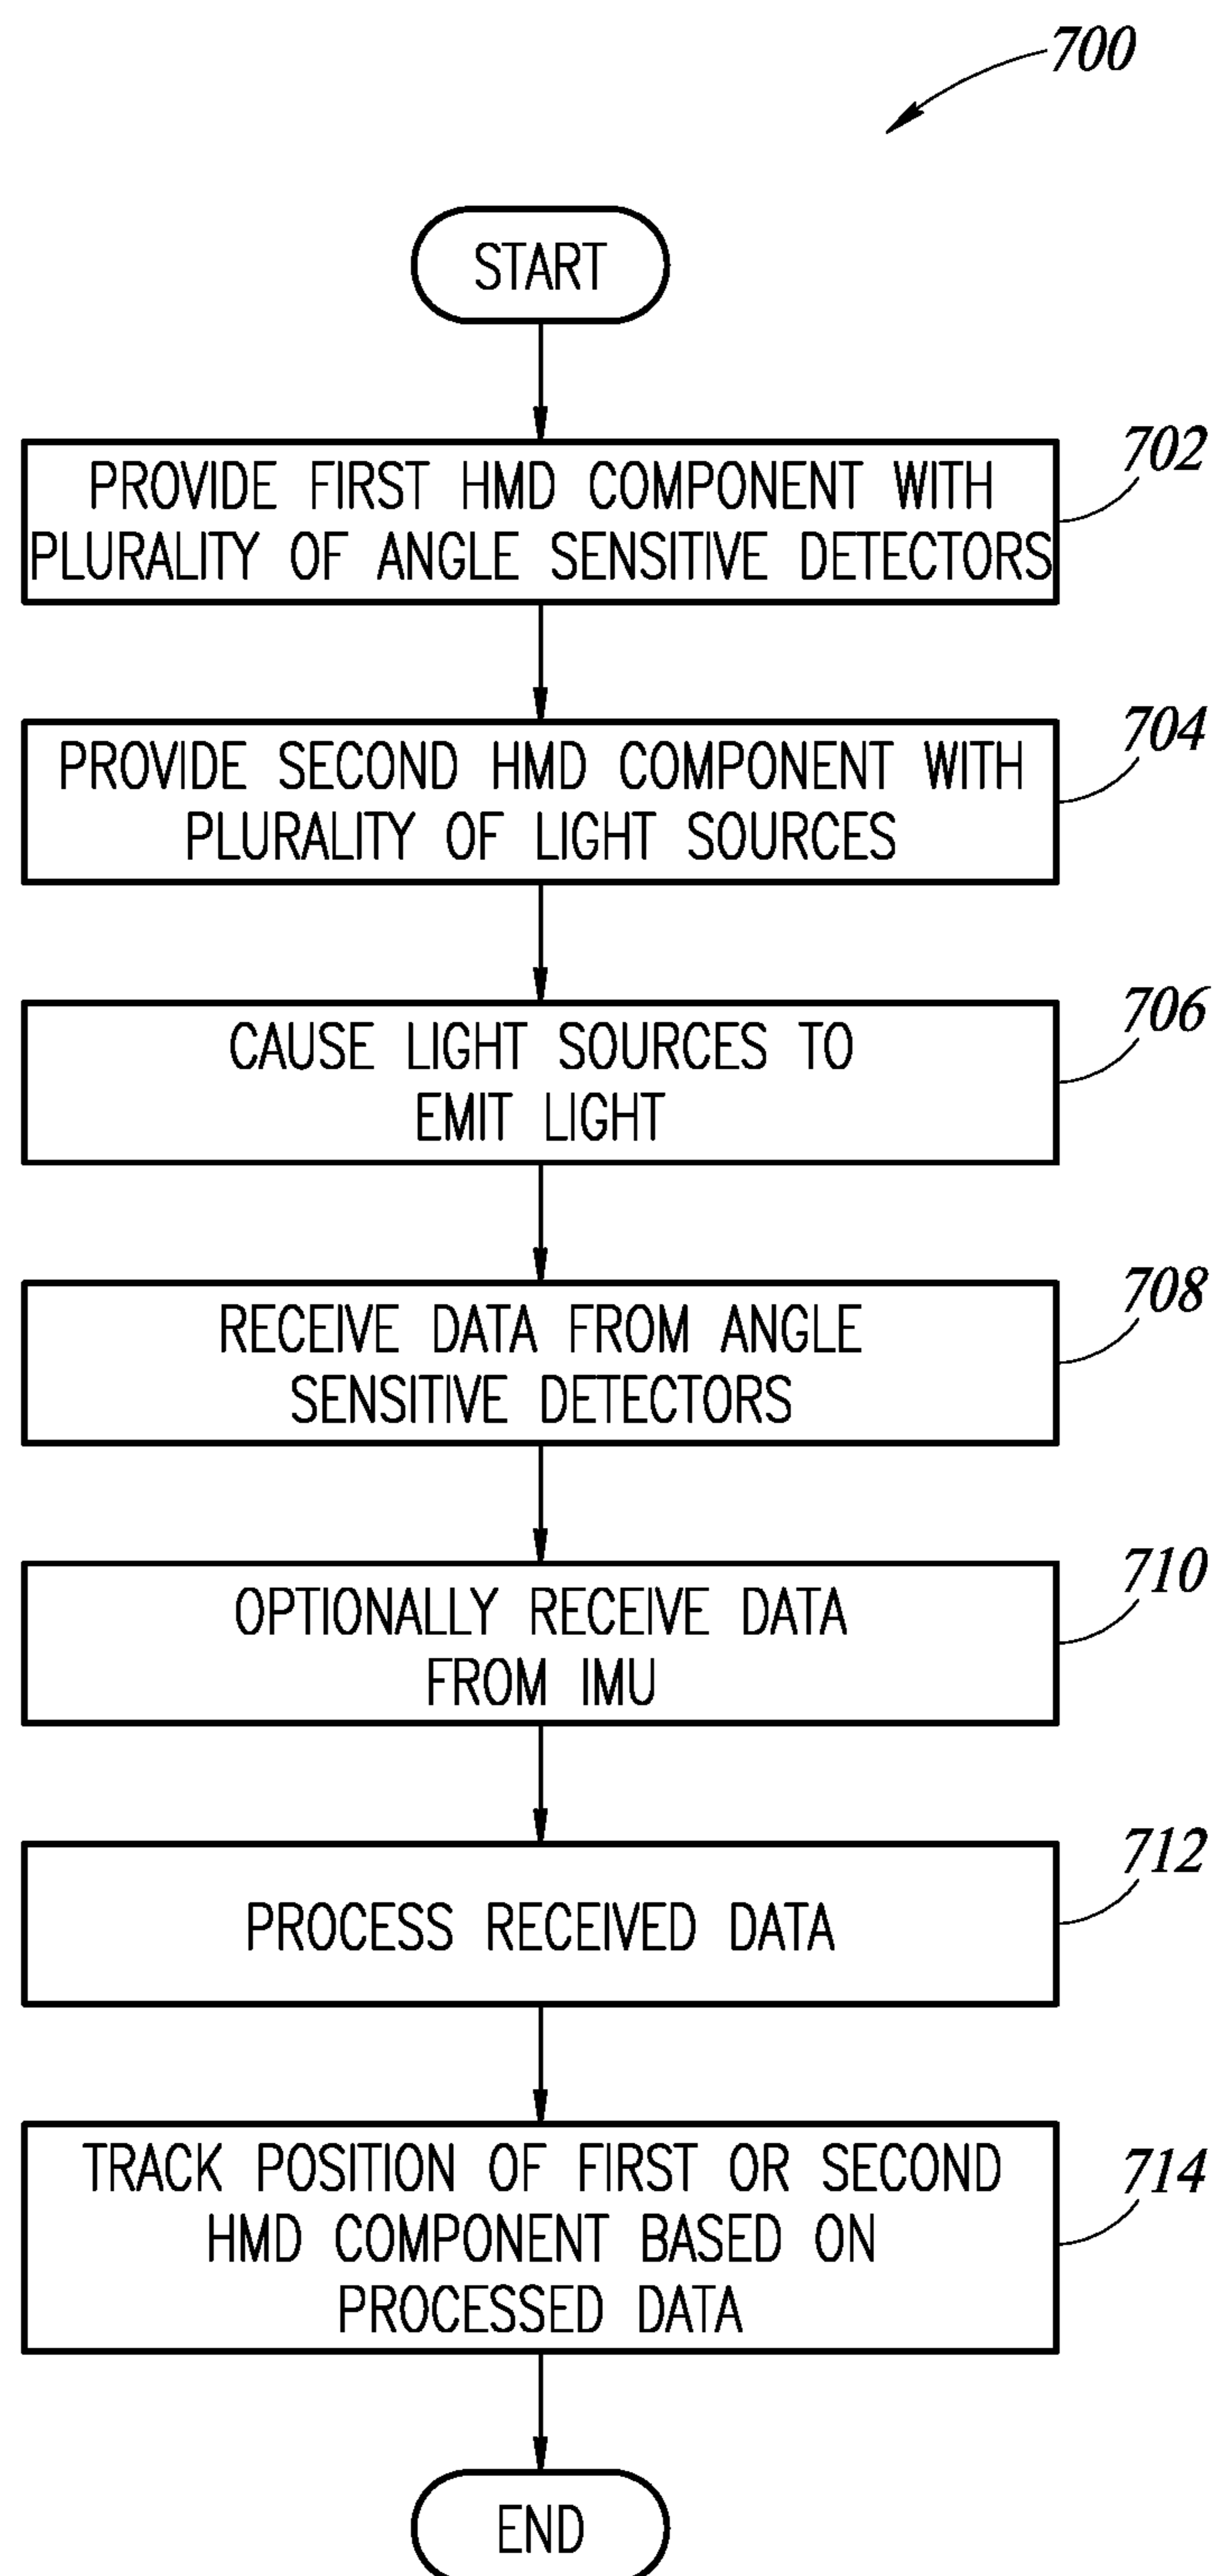 700
START
702
PROVIDE FIRST HMD COMPONENT WITH
PLURALITY OF ANGLE SENSITIVE DETECTORS
704
PROVIDE SECOND HMD COMPONENT WITH
PLURALITY OF LIGHT SOURCES
706
CAUSE LIGHT SOURCES TO
EMIT LIGHT
708
RECEIVE DATA FROM ANGLE
SENSITIVE DETECTORS
710
OPTIONALLY RECEIVE DATA
FROM IMU
712
PROCESS RECEIVED DATA
714
TRACK POSITION OF FIRST OR SECOND
HMD COMPONENT BASED ON
PROCESSED DATA
END